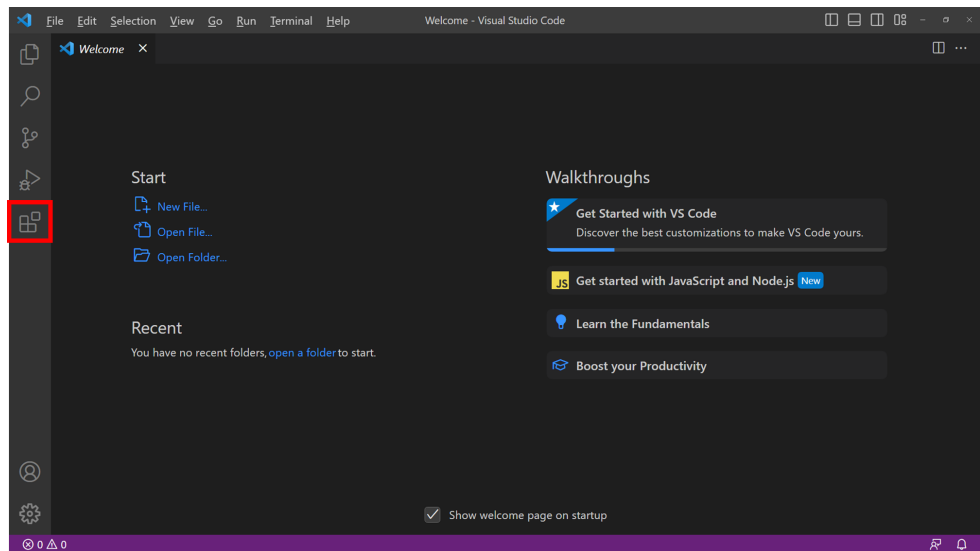 File Edit Selection View Go Run Terminal Help Welcome - Visual Studio Code
Welcome
Start
New File...
Open File...
Open Folder...
Recent
You have no recent folders, open a folder to start.
Walkthroughs
Get Started with VS Code
Discover the best customizations to make VS Code yours.
JS Get started with JavaScript and Node.js New
Learn the Fundamentals
Boost your Productivity
Show welcome page on startup
0 0